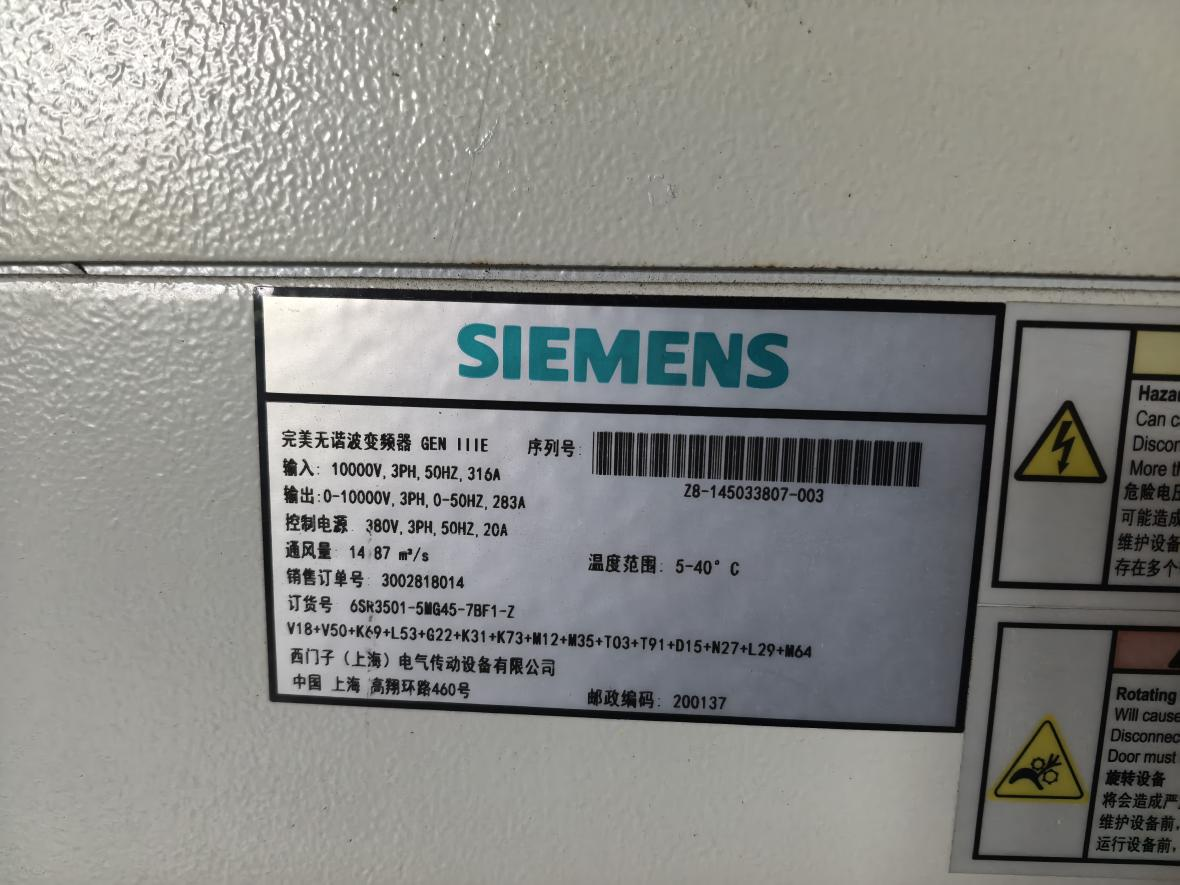 SIEMENS
完美无谐波变频器 GEN IIIE 序列号:
输入: 10000V, 3PH, 50HZ, 316A
Z8-145033807-003
输出:0-10000V, 3PH, 0-50HZ, 283A
控制电源 380V, 3PH, 50HZ, 20A
通风量: 14 87 m³/s 温度范围: 5-40° C
销售订单号: 3002818014
订货号 6SR3501-5MG45-7BF1-Z
V18+V50+K69+L53+G22+K31+K73+M12+M35+T03+T91+D15+N27+L29+M64
西门子(上海)电气传动设备有限公司
中国 上海 高翔环路460号 邮政编码: 200137
Can
Discon
More
危险电压
可能造成
维护设备
存在多个
Rotating
Will cause
Disconnec
Door must
旋转设备
将会造成严
维护设备前,
运行设备前,